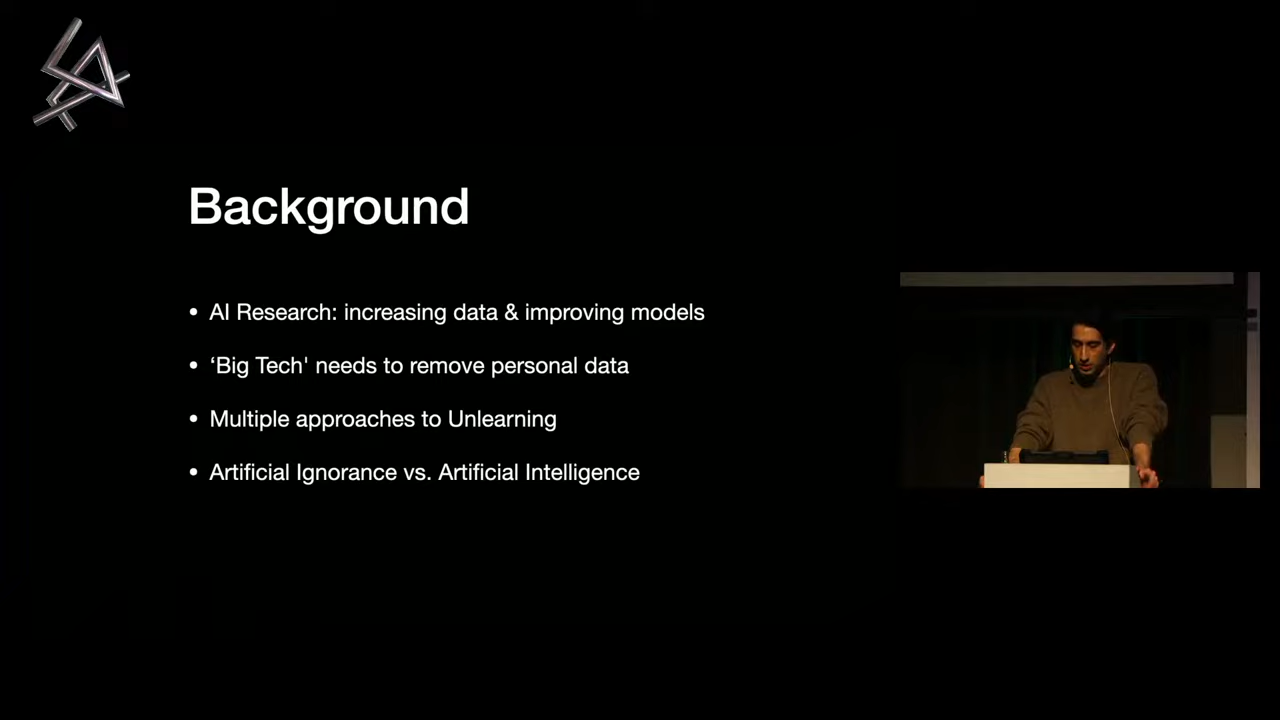 Background
• AI Research: increasing data & improving models
• ‘Big Tech' needs to remove personal data
• Multiple approaches to Unlearning
• Artificial Ignorance vs. Artificial Intelligence